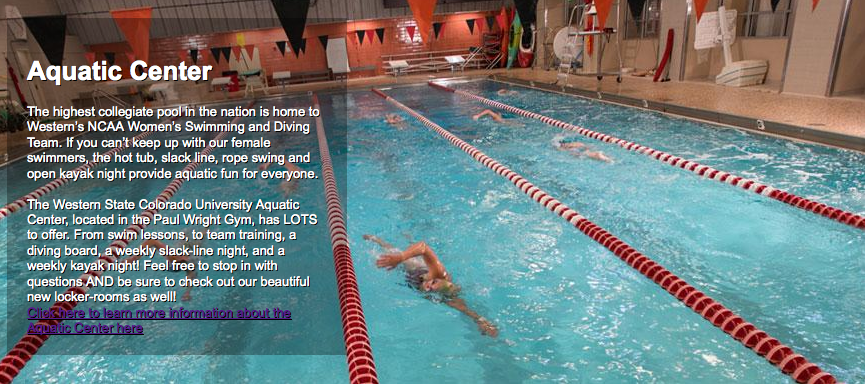 Aquatic Center
The highest collegiate pool in the nation is home to
Western's NCAA Women's Swimming and Diving
Team. If you can't keep up with our female
swimmers, the hot tub, slack line, rope swing and
open kayak night provide aquatic fun for everyone.
The Western State Colorado University Aquatic
Center, located in the Paul Wright Gym, has LOTS
to offer. From swim lessons, to team training, a
diving board, a weekly slack-line night, and a
weekly kayak night! Feel free to stop in with
questions AND be sure to check out our beautiful
new locker-rooms as well!
Click here to learn more information about the
Aquatic Center here